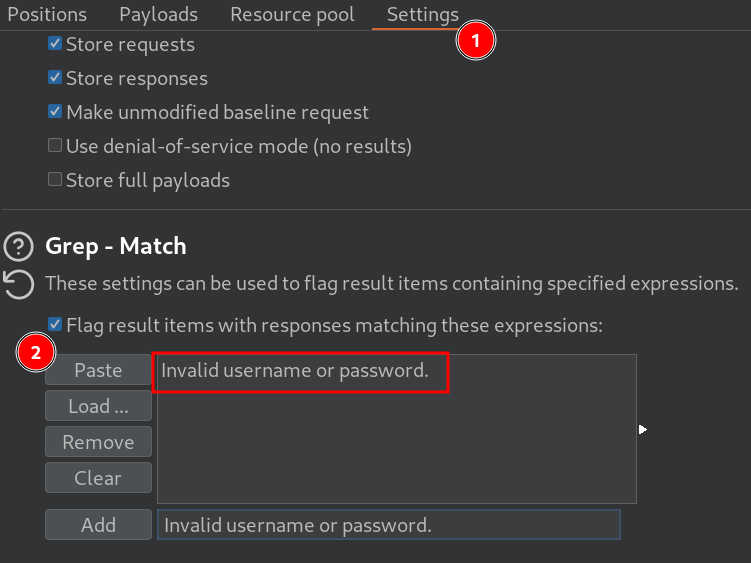 Positions Payloads Resource pool Settings
1
Store requests
Store responses
Make unmodified baseline request
Use denial-of-service mode (no results)
Store full payloads
? Grep - Match
These settings can be used to flag result items containing specified expressions.
Flag result items with responses matching these expressions:
2
Paste Invalid username or password.
Load ...
Remove
Clear
Add Invalid username or password.